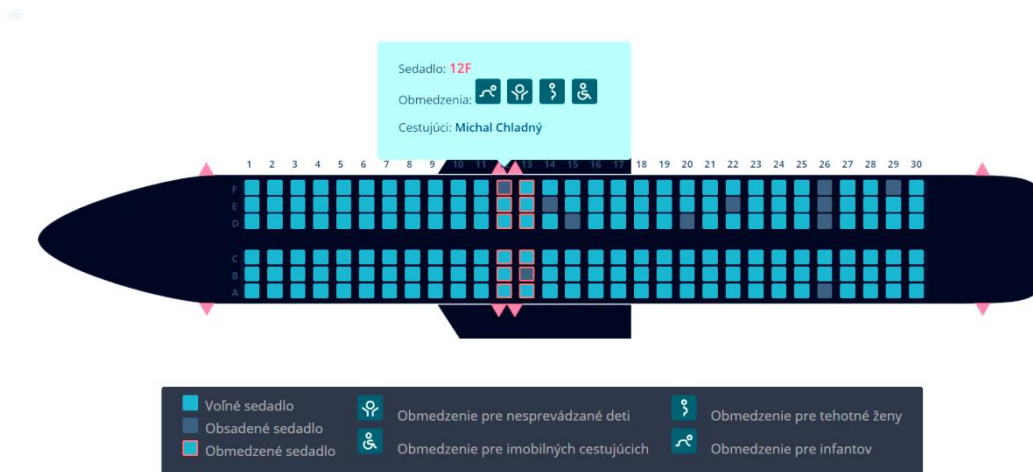 Sedadlo: 12F
Obmedzenia:
Cestujúci: Michal Chladný
1 2 3 4 5 6 7 8 9 10 11 13 14 15 16 17 18 19 20 21 22 23 24 25 26 27 28 29 30
F
E
D
C
B
A
Voľné sedadlo
Obsadené sedadlo
Obmedzené sedadlo
Obmedzenie pre nesprevádzané deti
Obmedzenie pre imobilných cestujúcich
Obmedzenie pre tehotné ženy
Obmedzenie pre infantov